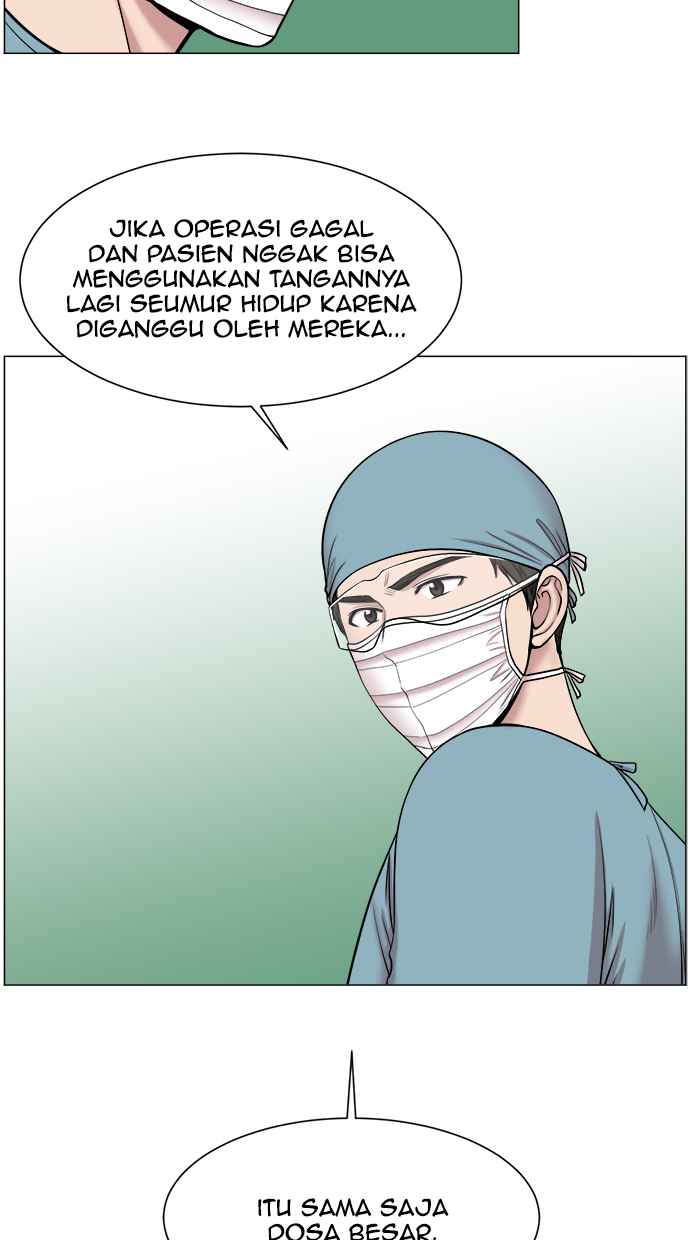 JIKA OPERASI GAGAL
DAN PASIEN NGGAK BISA
MENGGUNAKAN TANGANNYA
LAGI SEUMUR HIDUP KARENA
DIGANGGU OLEH MEREKA...
ITU SAMA SAJA
DOSA BESAR.